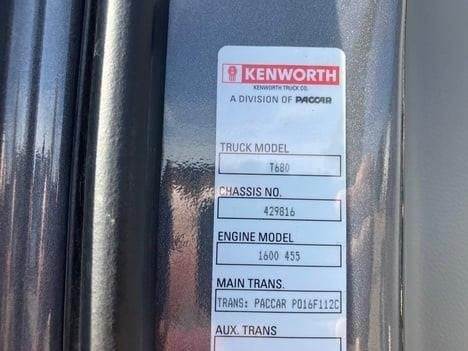 KENWORTH
KENWORTH TRUCK CO.
A DIVISION OF PACCAR
TRUCK MODEL
T680
CHASSIS NO.
429816
ENGINE MODEL
1600 455
MAIN TRANS.
TRANS: PACCAR PO16F112C
AUX. TRANS